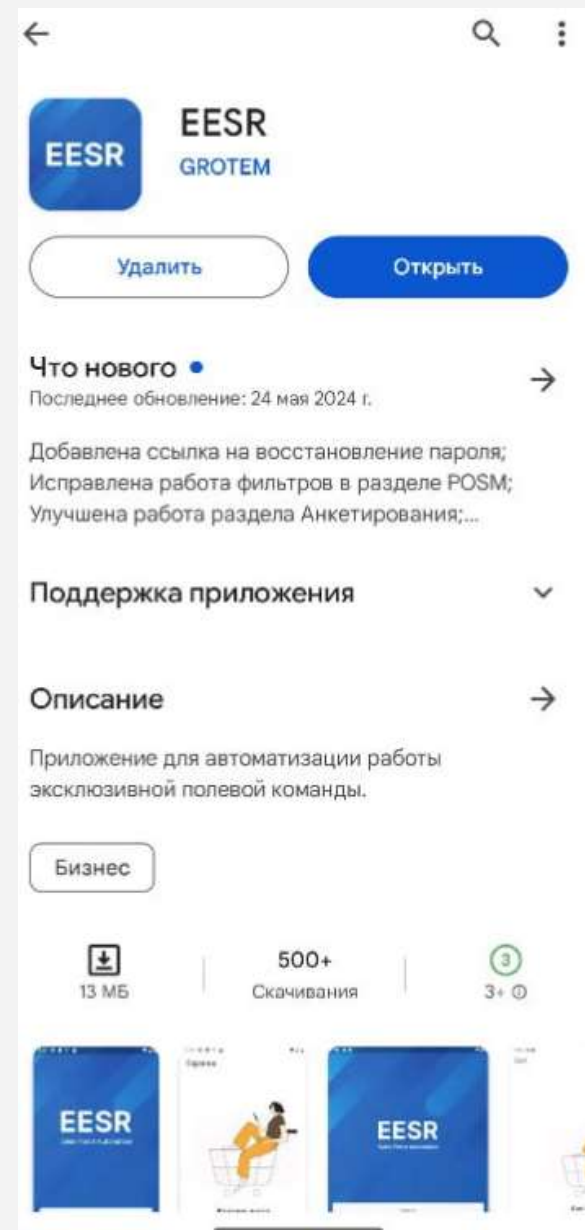 EESR
EESR
GROTEM
Удалить
Открыть
Что нового
Последнее обновление: 24 мая 2024 г.
Добавлена ссылка на восстановление пароля;
Исправлена работа фильтров в разделе POSM;
Улучшена работа раздела Анкетирования;...
Поддержка приложения
Описание
Приложение для автоматизации работы
эксклюзивной полевой команды.
Бизнес
13 МБ
500+
Скачивания
3
3+
EESR
EESR